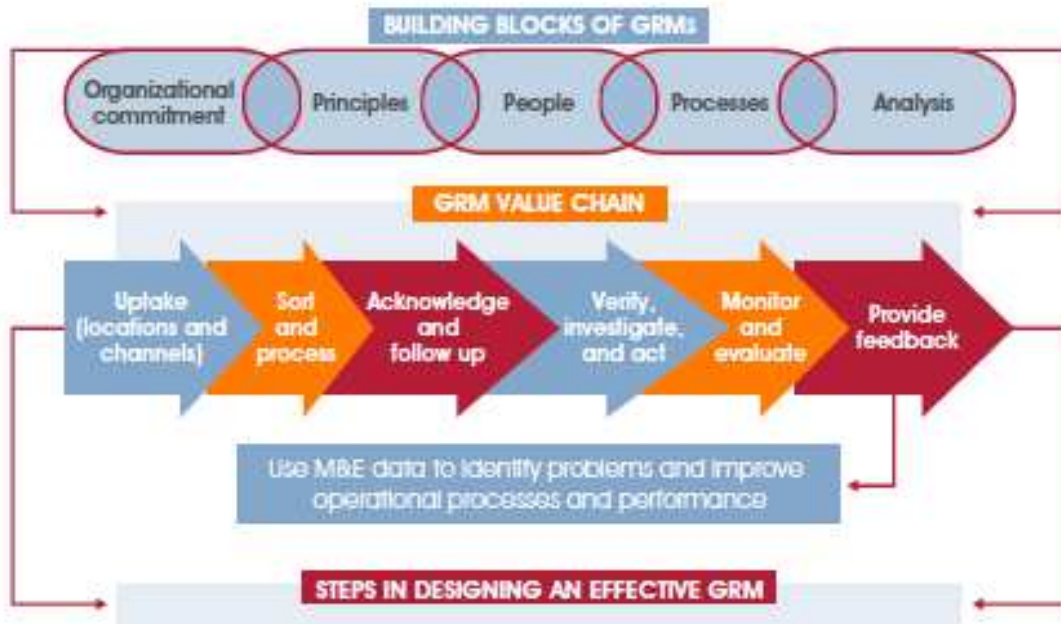 BUILDING BLOCKS OF GRMs
Organizational
commitment
Principles
People
Processes
Analysis
GRM VALUE CHAIN
Uptake
(locations and
channels)
Sort
and
process
Acknowledge
and
follow up
Verify,
investigate,
and act
Monitor
and
evaluate
Provide
feedback
Use M&E data to identify problems and improve
operational processes and performance
STEPS IN DESIGNING AN EFFECTIVE GRM